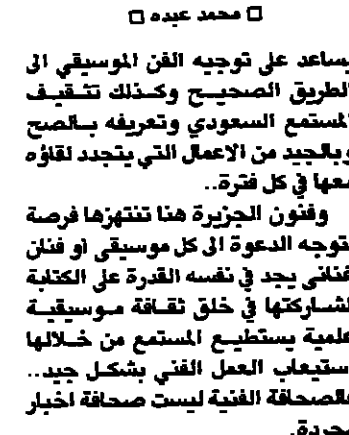 □ محمد عبده □
يساعد على توجيه الفن الموسيقي الى
الطريق الصحيح وكذلك تثقيف
المستمع السعودي وتعريفه بالصح
وبالجيد من الاعمال التي يتجدد لقاؤه
معها في كل فترة..
وفنون الجزيرة هنا تنتهزها فرصة
لتوجه الدعوة الى كل موسيقى او فنان
غنائى يجد في نفسه القدرة على الكتابة
لمشاركتها في خلق ثقافة موسيقية
علمية يستطيع المستمع من خلالها
استيعاب العمل الفني بشكل جيد..
فالصحافة الفنية ليست صحافة اخبار
مجردة.